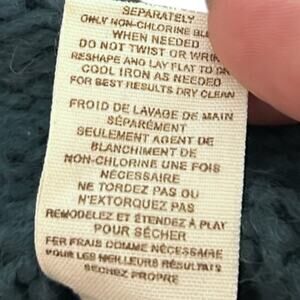 SEPARATELY
ONLY NON-CHLORINE
WHEN NEEDED
DO NOT TWIST OR
RESHAPE AND LAY FLAT TO
COOL IRON AS NEEDED
FOR BEST RESULTS DRY CLEAN
FROID DE LAVAGE DE MAIN
SÉPARÉMENT
SEULEMENT AGENT DE
BLANCHIMENT DE
NON-CHLORINE UNE FOIS
NÉCESSAIRE
NE TORDEZ PAS OU
N'EXTORQUEZ PAS
REMODELEZ ET ÉTENDEZ À PLAY
POUR SÉCHER
FER FRAIS COMME NÉCESSAIRE
POUR LES MEILLEURS RÉSULTATS
SECHEZ PROPRE